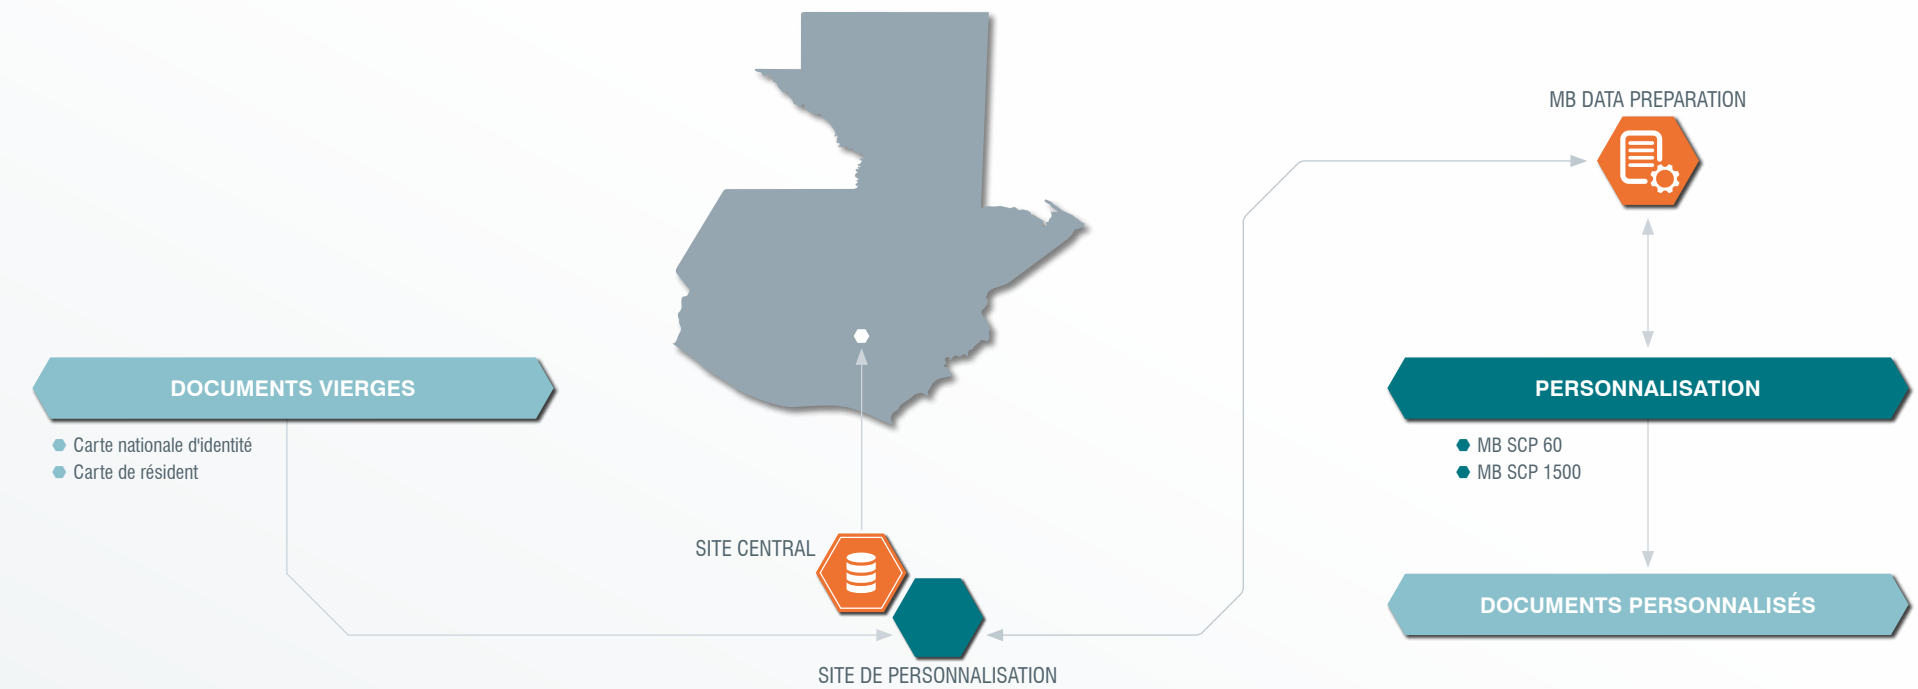 MB DATA PREPARATION
DOCUMENTS VIERGES
Carte nationale d'identité
Carte de résident
PERSONNALISATION
MB SCP 60
MB SCP 1500
SITE CENTRAL
DOCUMENTS PERSONNALISÉS
SITE DE PERSONNALISATION